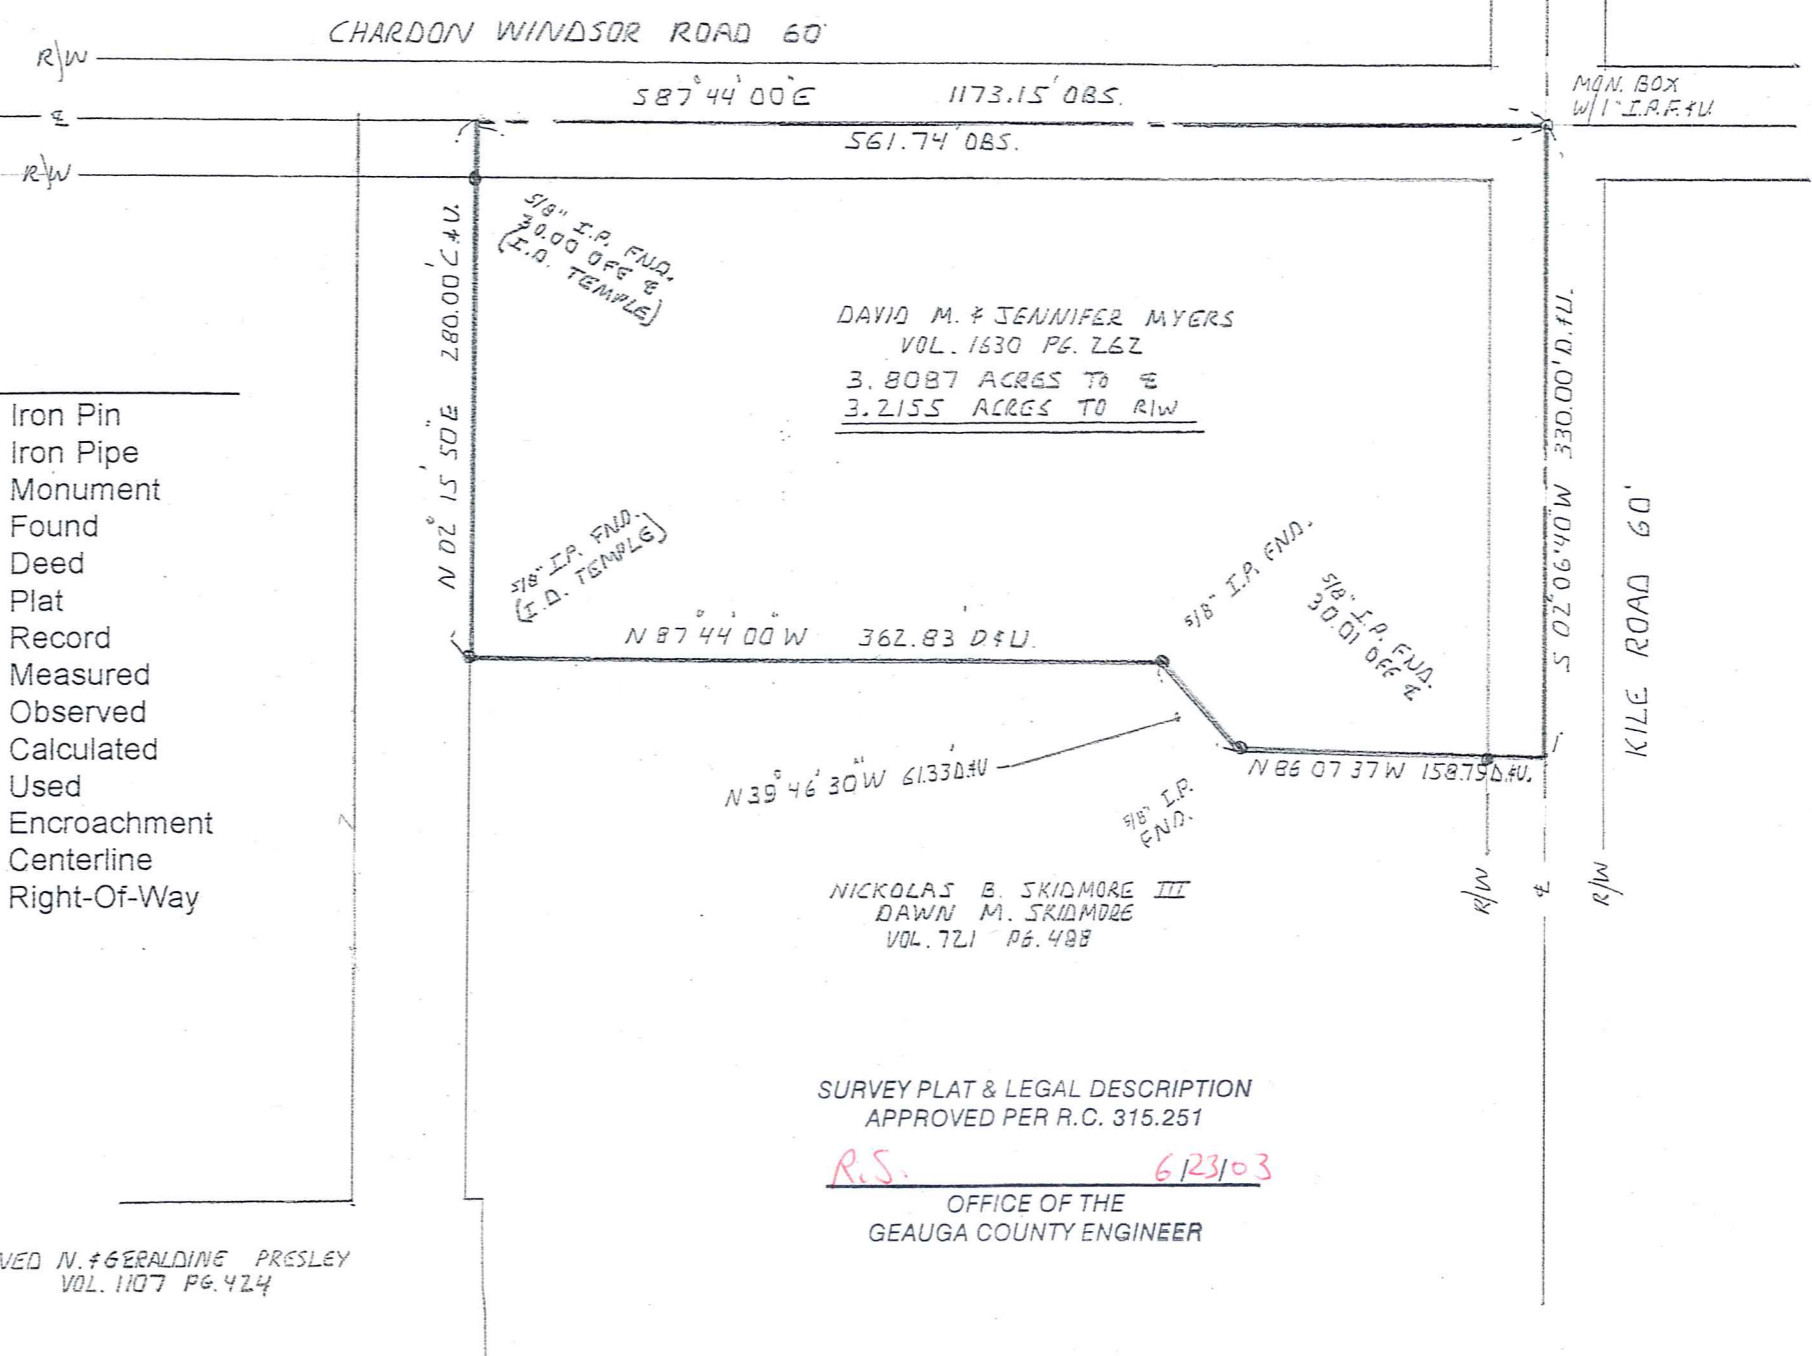 CHARDON WINDSOR ROAD 60'
R/W
S87°44'00"E 1173.15' OBS.
MON. BOX
W/1" I.P.F.&U.
℄
561.74' OBS.
R/W
5/8" I.P. FND.
30.00 OFF ℄
(I.D. TEMPLE)
N 02° 15' 50"E 280.00' C&U.
DAVID M. & JENNIFER MYERS
VOL. 1630 PG. 262
3.8087 ACRES TO ℄
3.2155 ACRES TO R/W
S 02°06'40"W 330.00' D.&U.
KILE ROAD 60'
Iron Pin
Iron Pipe
Monument
Found
Deed
Plat
Record
Measured
Observed
Calculated
Used
Encroachment
Centerline
Right-Of-Way
5/8" I.P. FND.
(I.D. TEMPLE)
5/8" I.P. FND.
5/8" I.P. FND.
30.01 OFF ℄
N 87°44'00"W 362.83' D&U.
N39°46'30"W 61.33' D&U
N 86 07 37 W 158.79 D.&U.
5/8" I.P.
FND.
R/W
℄
R/W
NICKOLAS B. SKIDMORE III
DAWN M. SKIDMORE
VOL. 721 PG. 488
SURVEY PLAT & LEGAL DESCRIPTION
APPROVED PER R.C. 315.251
R.S. 6/23/03
OFFICE OF THE
GEAUGA COUNTY ENGINEER
VED N. & GERALDINE PRESLEY
VOL. 1107 PG. 424